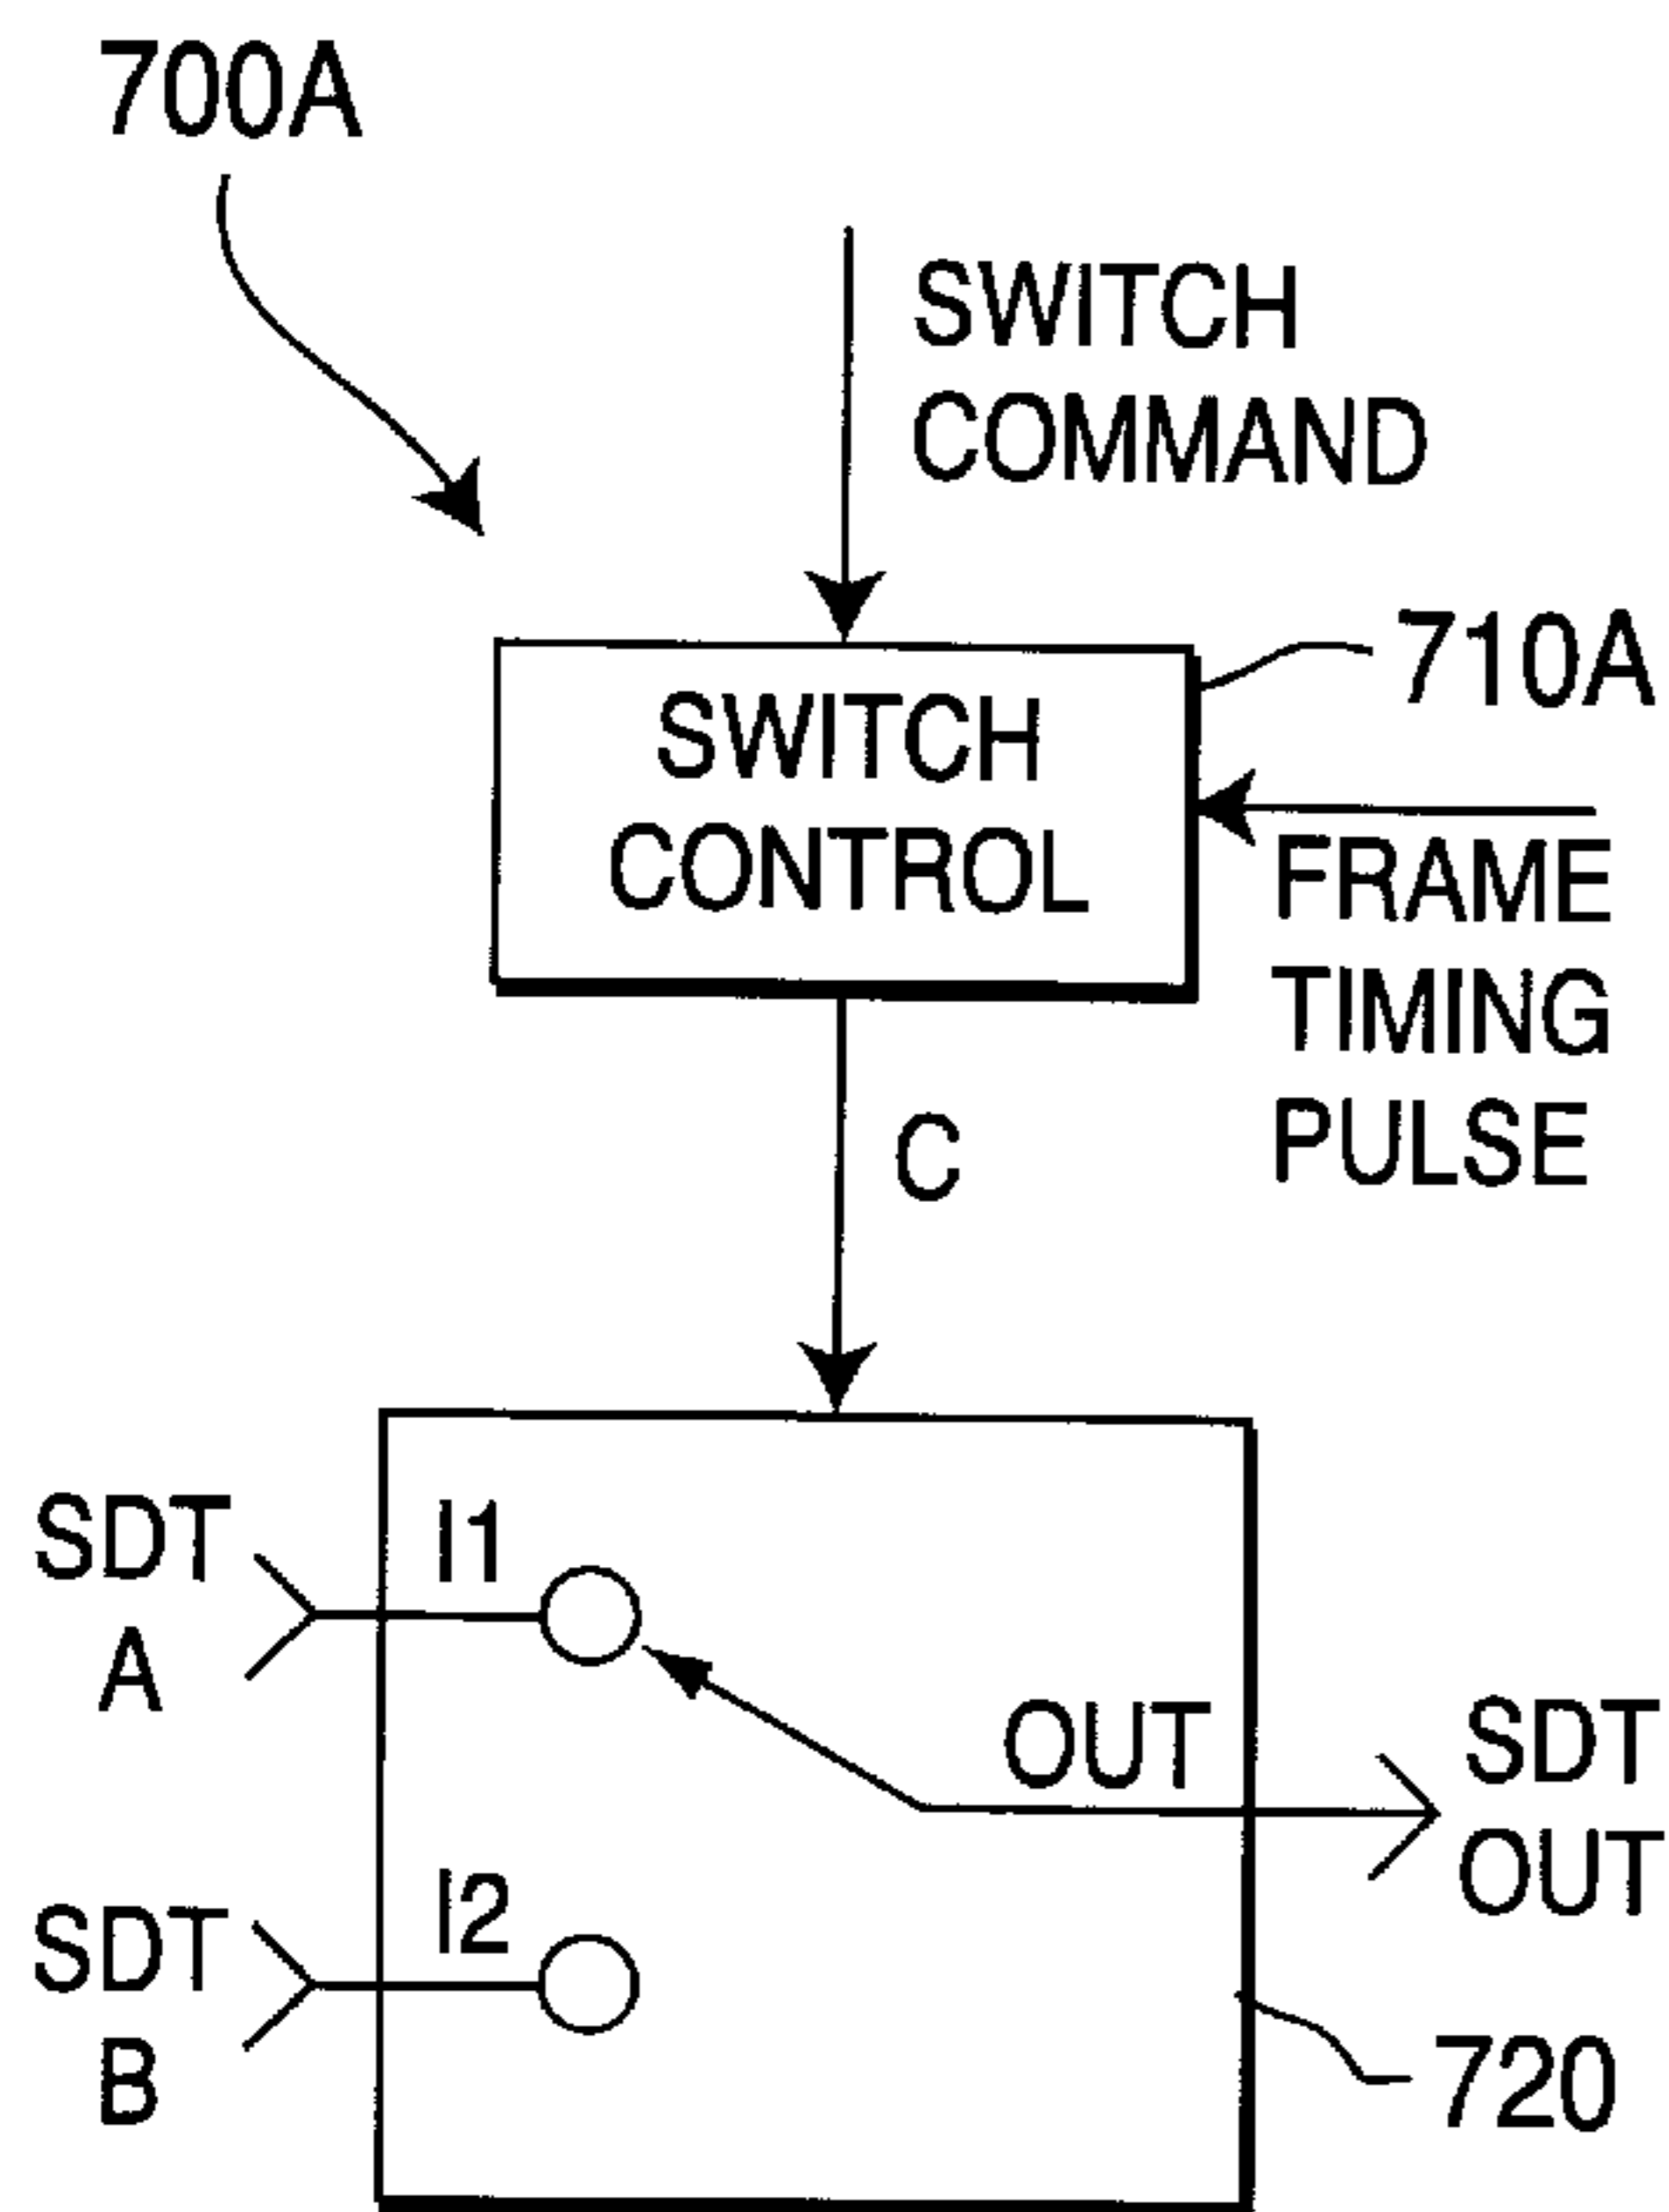 700A
SWITCH
COMMAND
710A
SWITCH
CONTROL
FRAME
TIMING
PULSE
C
SDT
A
I1
OUT
SDT
OUT
SDT
B
I2
720